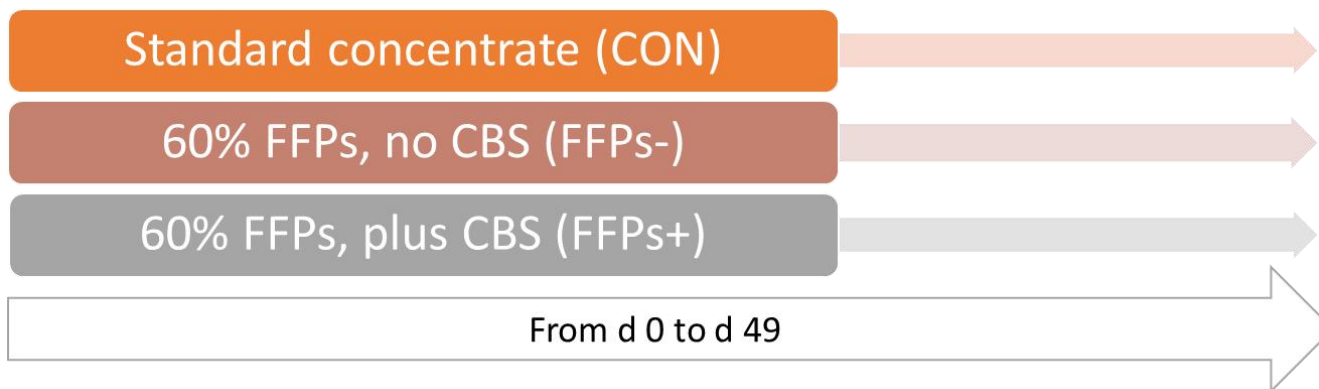 Standard concentrate (CON)
60% FFPs, no CBS (FFPs-)
60% FFPs, plus CBS (FFPs+)
From d 0 to d 49